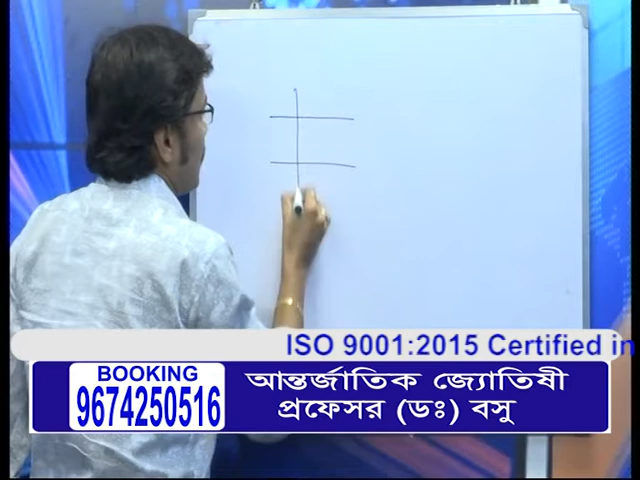 ISO 9001:2015 Certified in
BOOKING
9674250516
আন্তর্জাতিক জ্যোতিষী
প্রফেসর (ডঃ) বসু